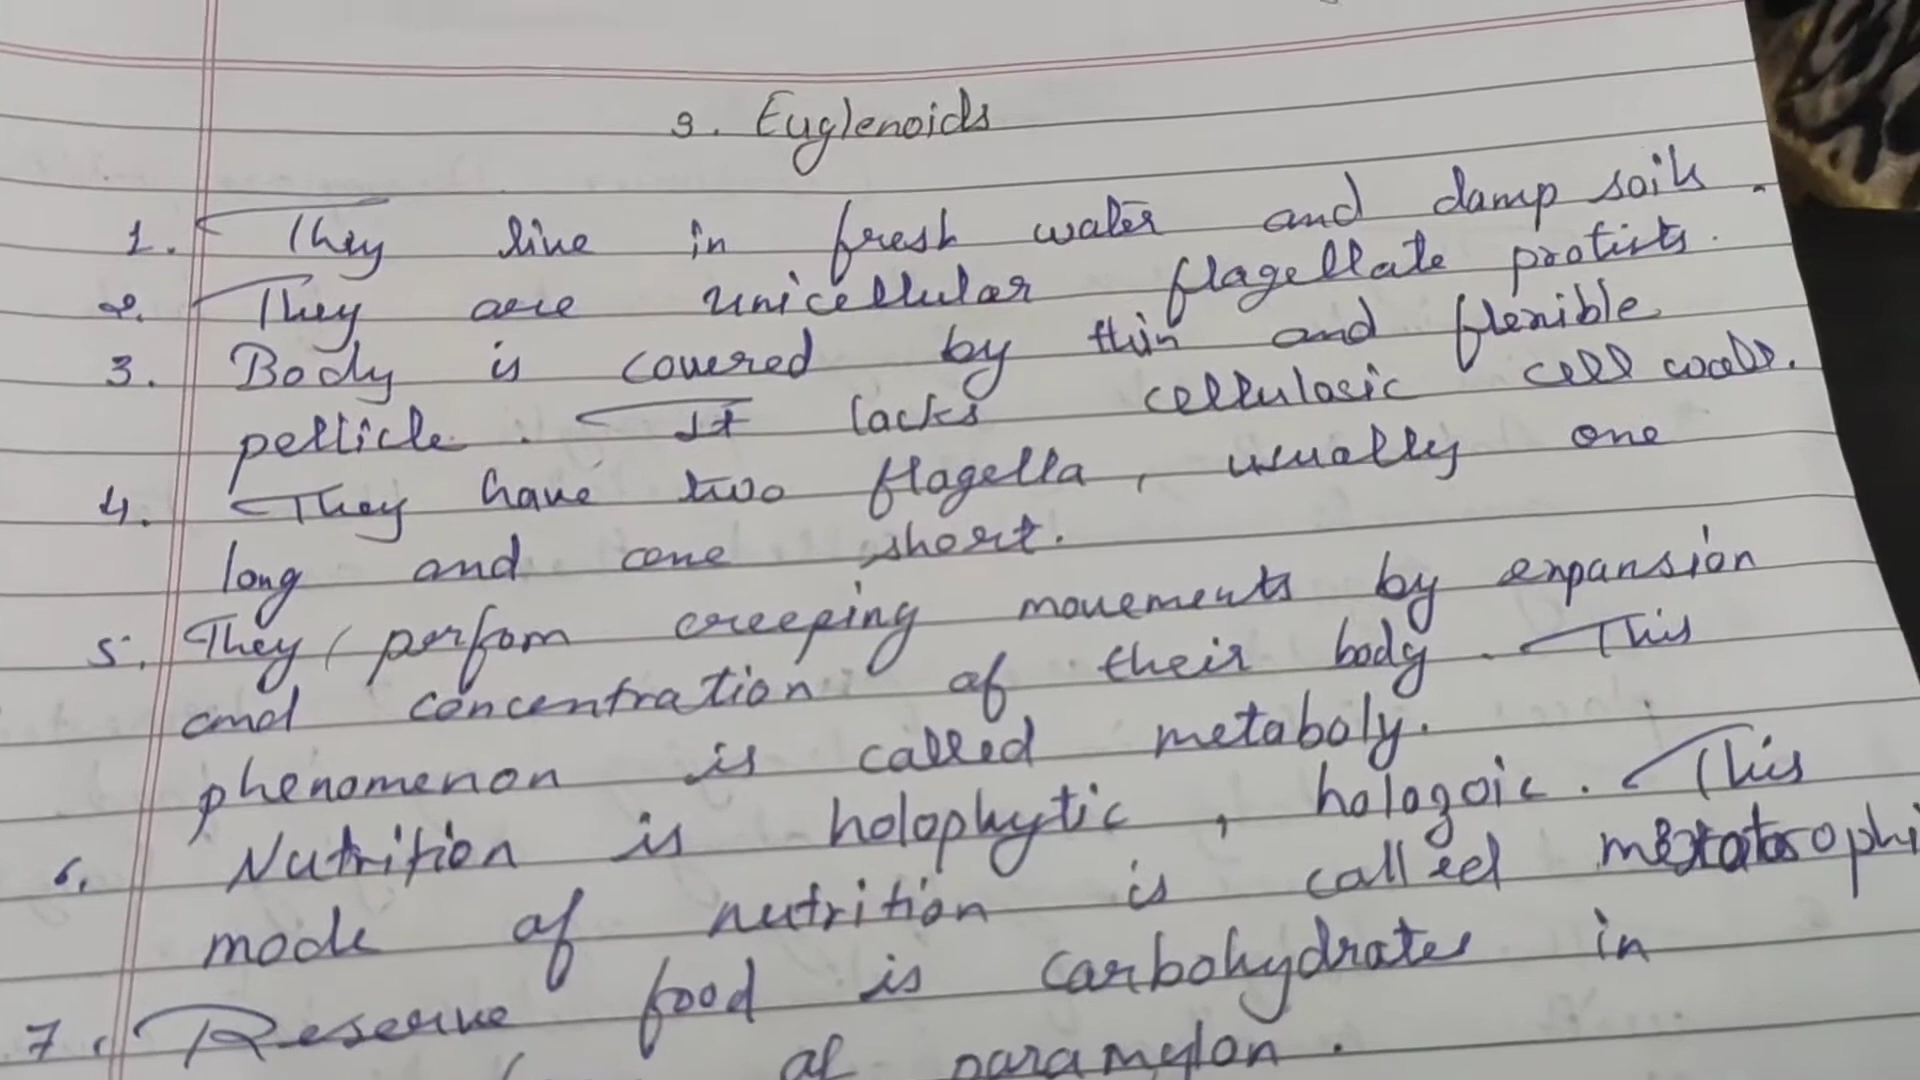 3. Euglenoids
1. They live in fresh water and damp soils.
2. They are unicellular flagellate protists.
3. Body is covered by thin and flexible
pellicle. It lacks cellulosic cell walls.
4. They have two flagella, usually one
long and one short.
5. They perfom creeping movements by expansion
and concentration of their body. This
phenomenon is called metaboly.
6. Nutrition is holophytic, holozoic. This
mode of nutrition is called
7. Reserve food is carbohydrates in
of paramylon.